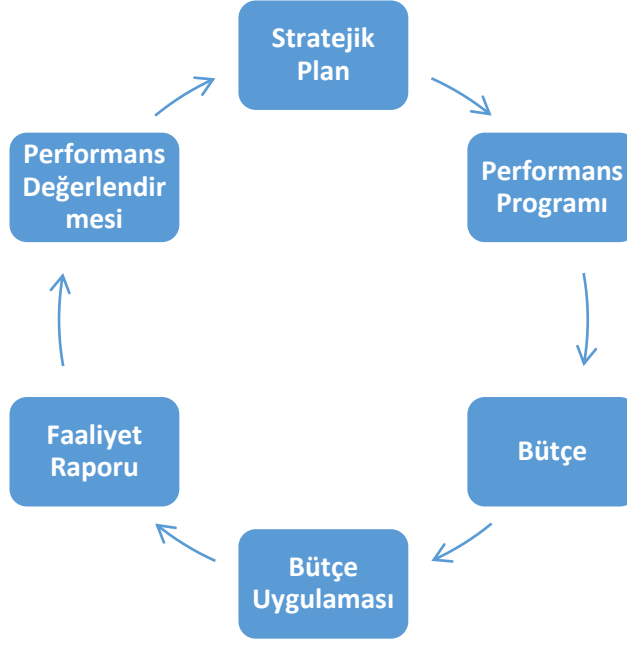 Stratejik
Plan
Performans
Programı
Bütçe
Bütçe
Uygulaması
Faaliyet
Raporu
Performans
Değerlendir
mesi